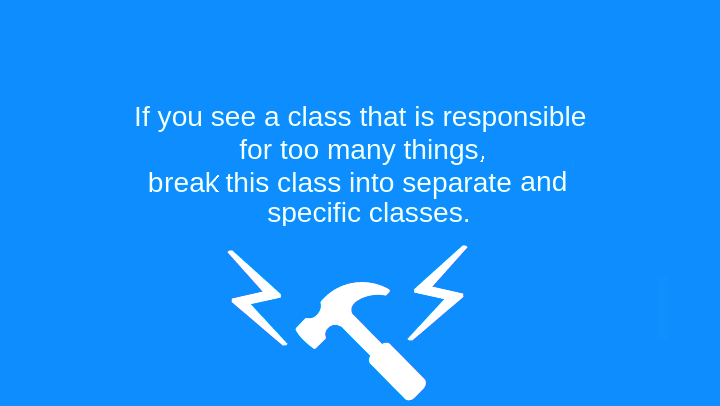 If you see a class that is responsible
for too many things,
break this class into separate and
specific classes.